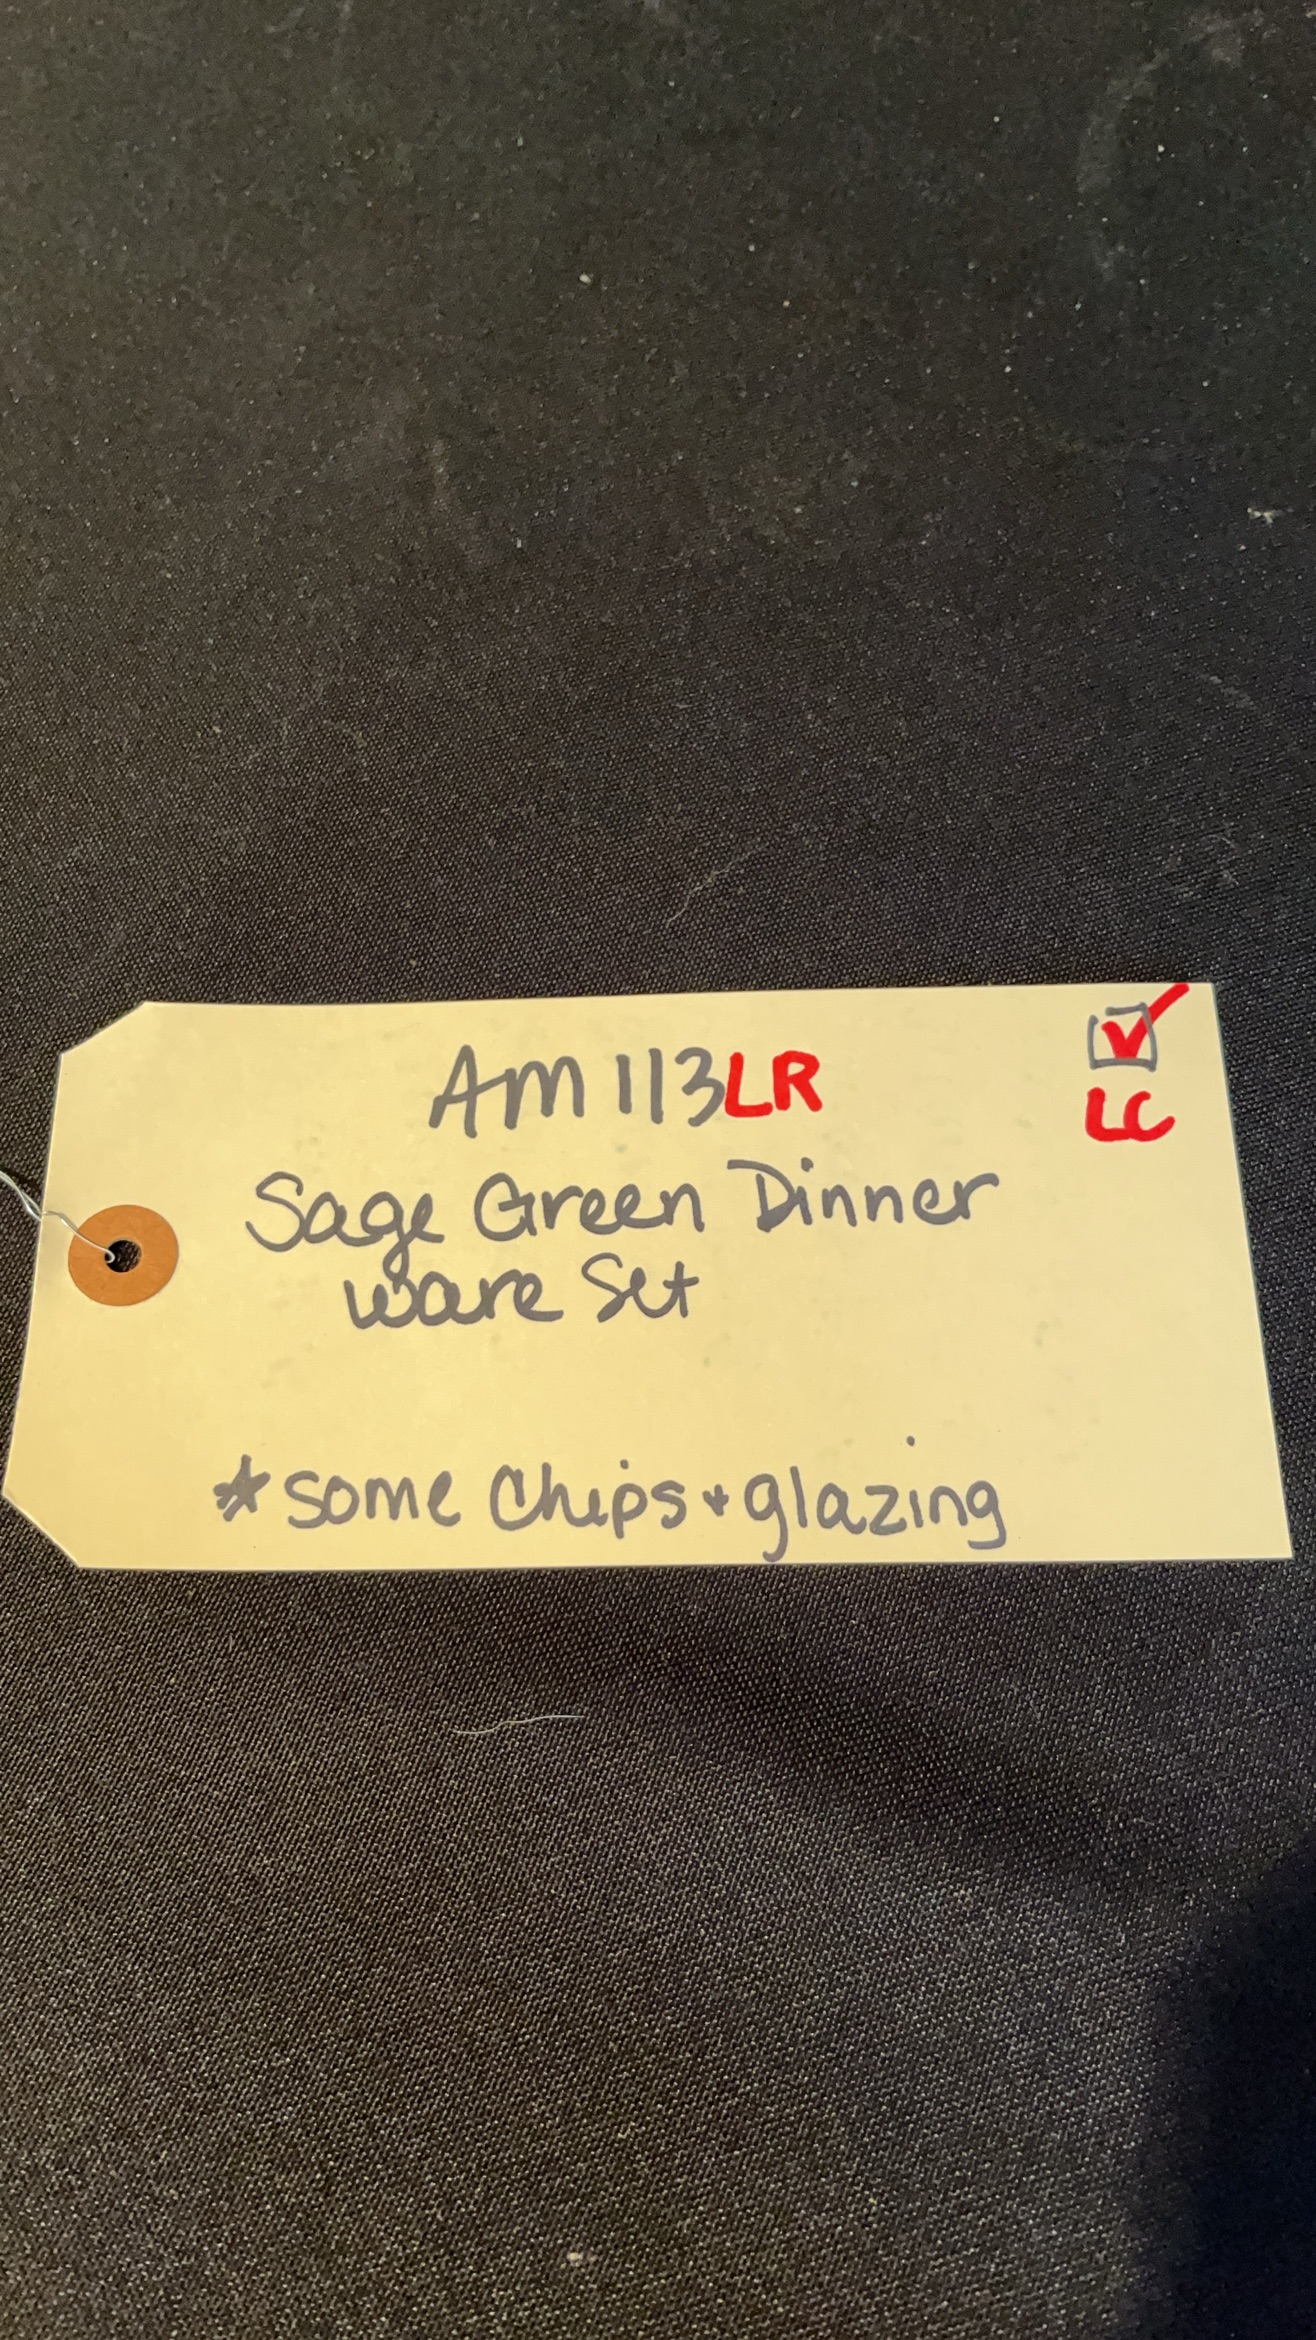 AM113LR
☑
LC
Sage Green Dinner
ware Set
*some Chips + glazing